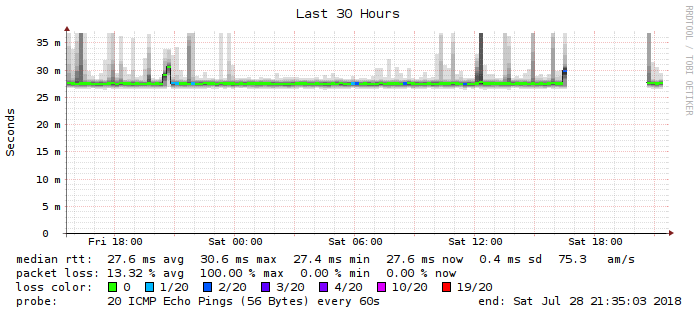 Last 30 Hours
RRDTOOL / TOBI OETIKER
Seconds
35 m
30 m
25 m
20 m
15 m
10 m
5 m
0
Fri 18:00 Sat 00:00 Sat 06:00 Sat 12:00 Sat 18:00
median rtt: 27.6 ms avg 30.6 ms max 27.4 ms min 27.6 ms now 0.4 ms sd 75.3 am/s
packet loss: 13.32 % avg 100.00 % max 0.00 % min 0.00 % now
loss color: 0 1/20 2/20 3/20 4/20 10/20 19/20
probe: 20 ICMP Echo Pings (56 Bytes) every 60s end: Sat Jul 28 21:35:03 2018